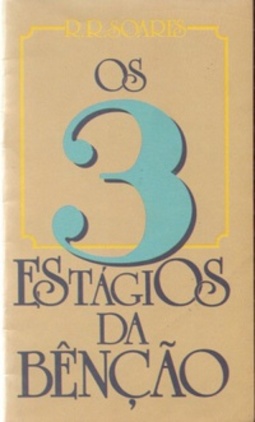 R. R. SOARES
OS
3
ESTÁGIOS
DA
BÊNÇÃO